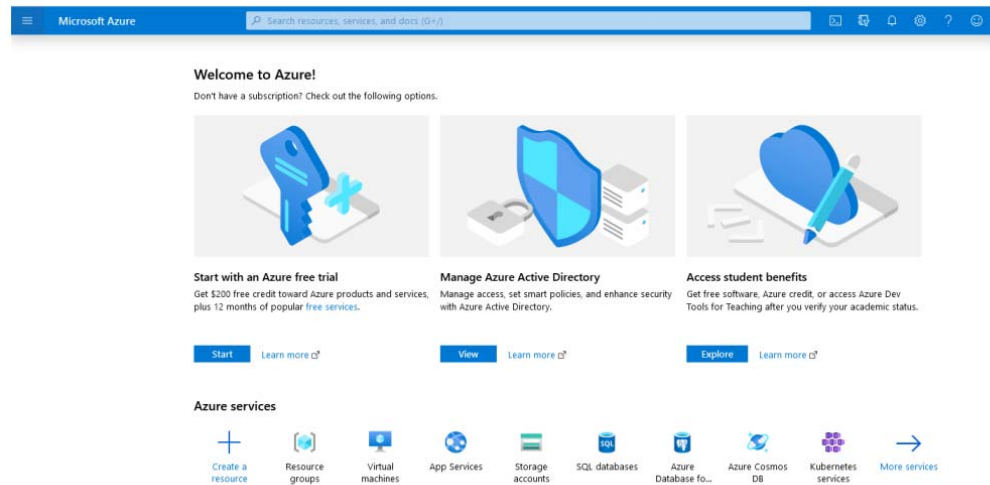 Microsoft Azure
Search resources, services, and docs (G+/)
Welcome to Azure!
Don't have a subscription? Check out the following options.
Start with an Azure free trial
Get $200 free credit toward Azure products and services,
plus 12 months of popular free services.
Start
Learn more
Manage Azure Active Directory
Manage access, set smart policies, and enhance security
with Azure Active Directory.
View
Learn more
Access student benefits
Get free software, Azure credit, or access Azure Dev
Tools for Teaching after you verify your academic status.
Explore
Learn more
Azure services
Create a
resource
Resource
groups
Virtual
machines
App Services
Storage
accounts
SQL
SQL databases
Azure
Database fo...
Azure Cosmos
DB
Kubernetes
services
More services